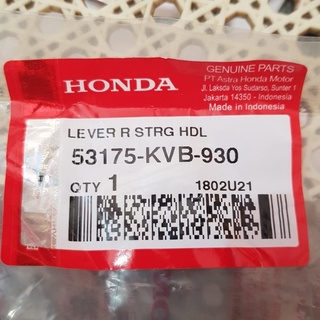 HONDA
GENUINE PARTS
PT Astra Honda Motor
Jl. Laksda Yos Sudarso, Sunter 1
Jakarta 14350 - Indonesia
Made in Indonesia
LEVER R STRG HDL
53175-KVB-930
QTY 1
1802U21